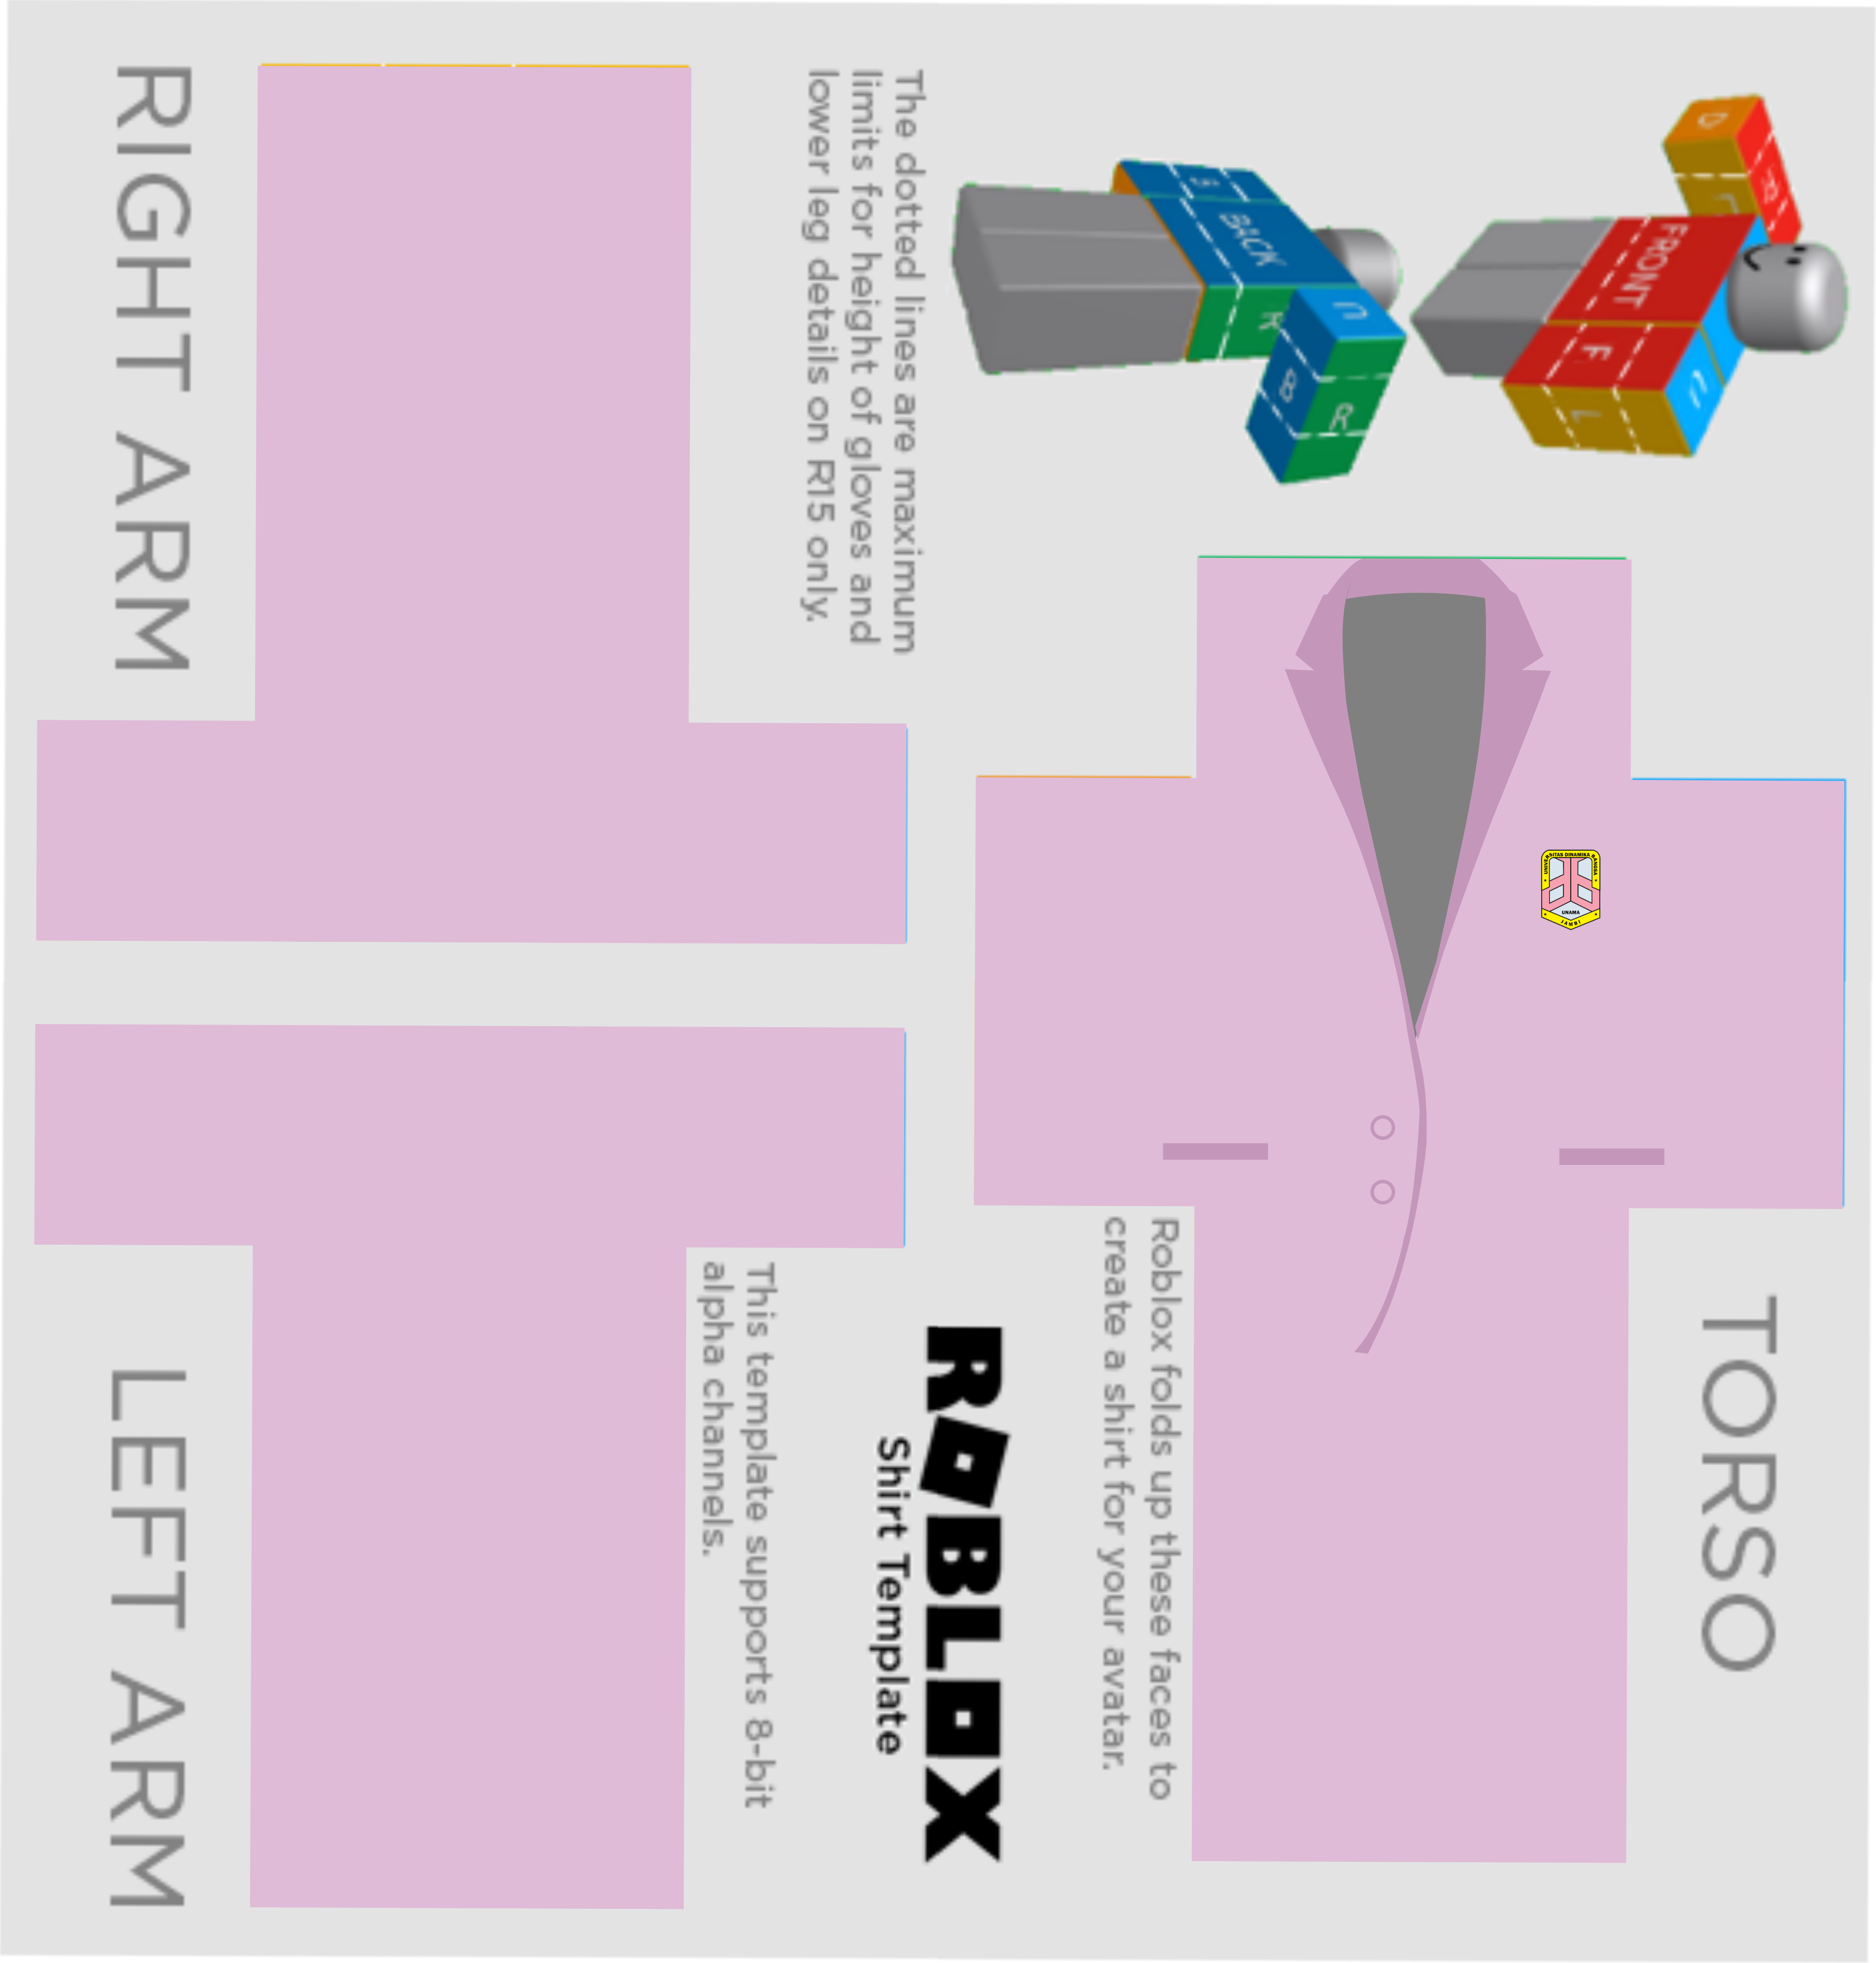 TORSO
FRONT
F
L
R
D
BACK
R
B
R
Roblox folds up these faces to
create a shirt for your avatar.
ROBLOX
Shirt Template
The dotted lines are maximum
limits for height of gloves and
lower leg details on R15 only.
This template supports 8-bit
alpha channels.
RIGHT ARM
LEFT ARM
UNIVERSITAS DINAMIKA BANGSA
UNAMA
JAMBI